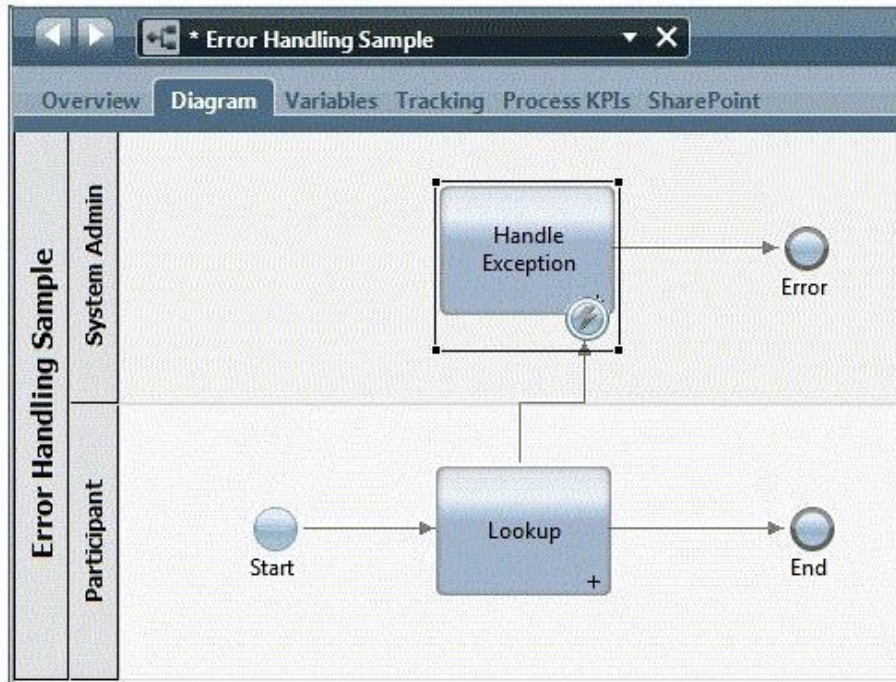 * Error Handling Sample
Overview
Diagram
Variables
Tracking
Process KPIs
SharePoint
Error Handling Sample
System Admin
Handle
Exception
Error
Participant
Start
Lookup
End